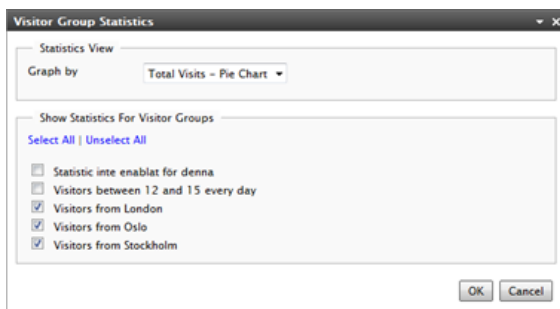 Visitor Group Statistics
Statistics View
Graph by Total Visits – Pie Chart
Show Statistics For Visitor Groups
Select All | Unselect All
Statistic inte enablat för denna
Visitors between 12 and 15 every day
Visitors from London
Visitors from Oslo
Visitors from Stockholm
OK Cancel